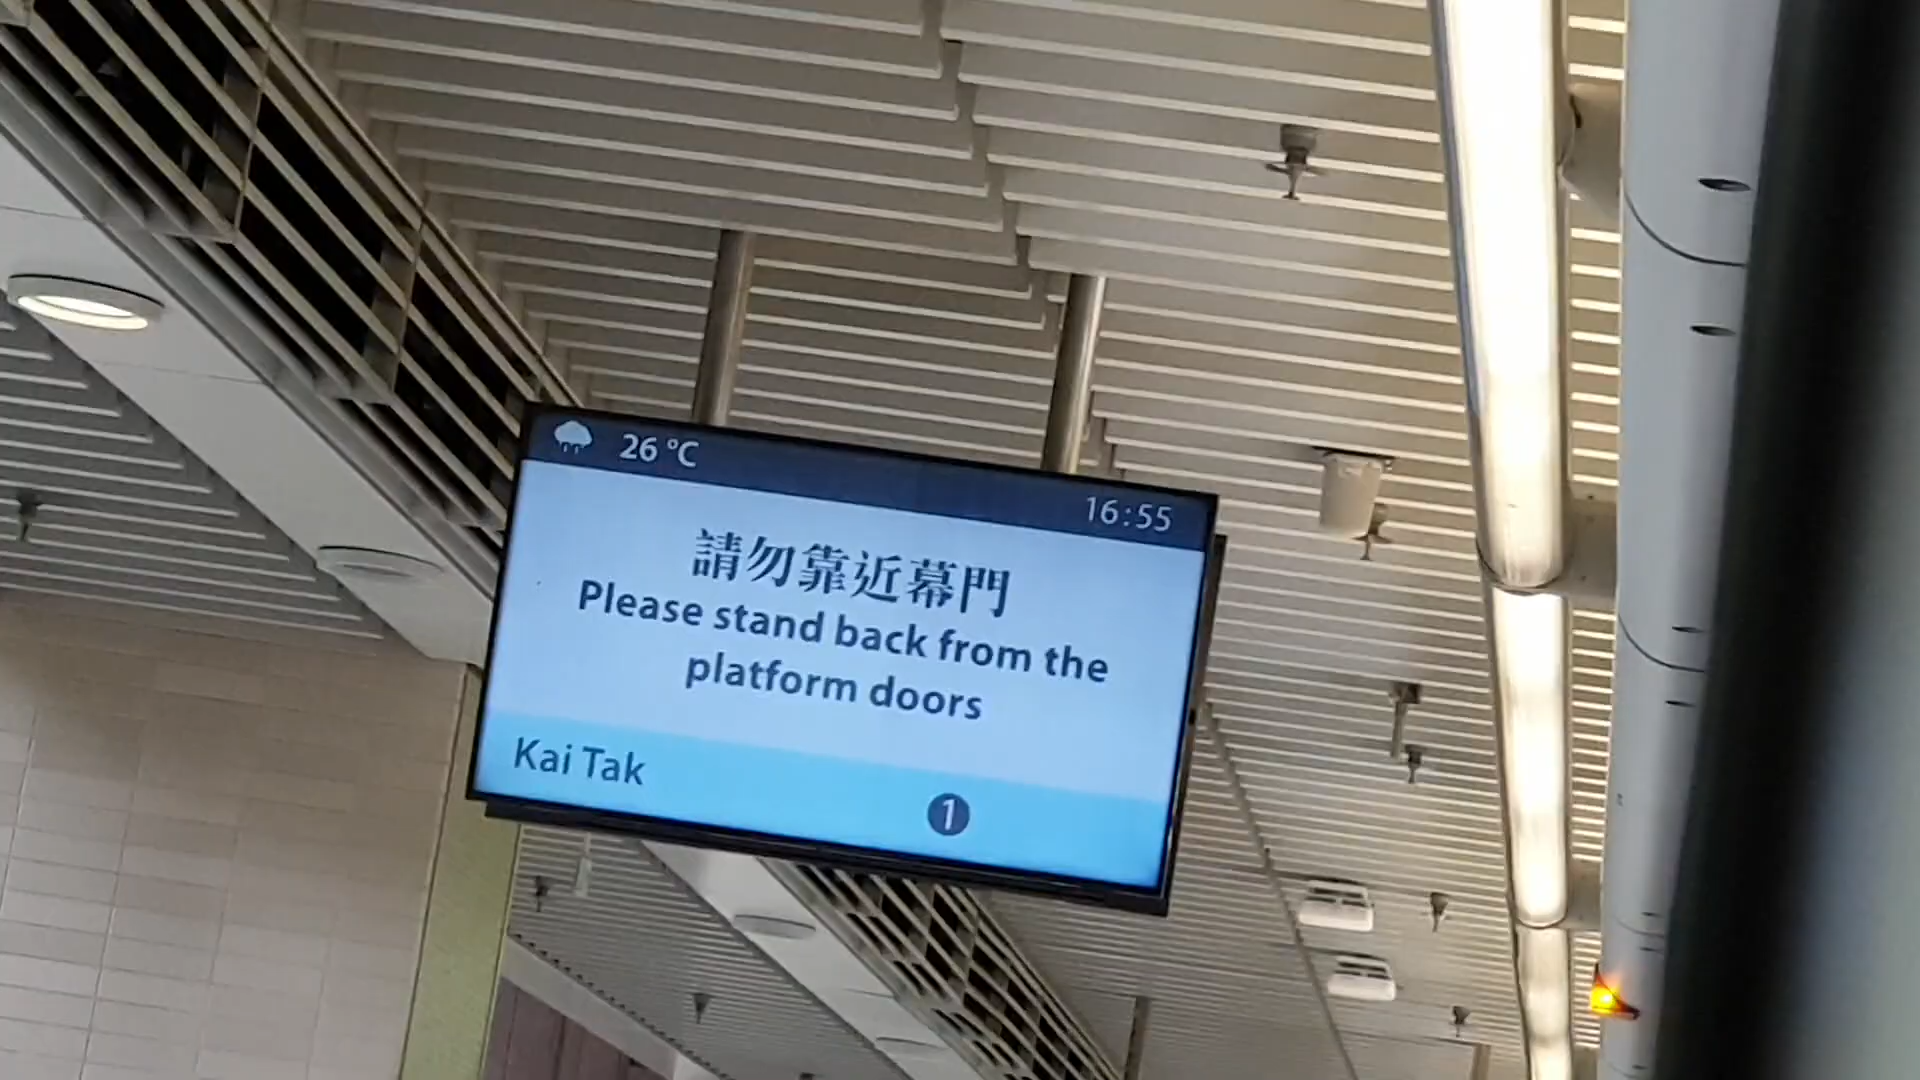 26 °C
16:55
請勿靠近幕門
Please stand back from the
platform doors
Kai Tak
1